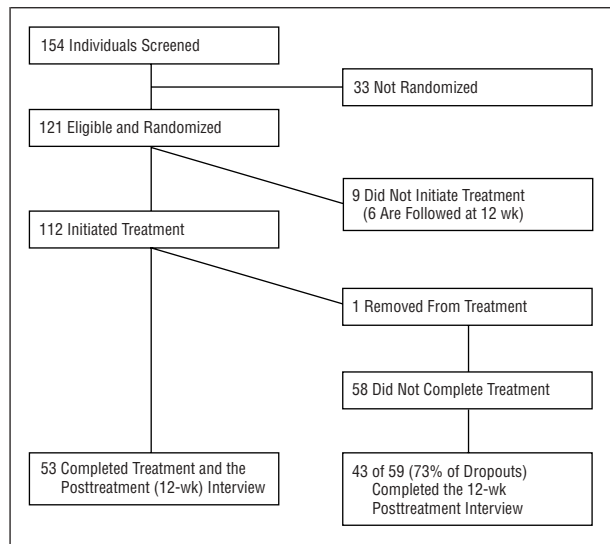 154 Individuals Screened
33 Not Randomized
121 Eligible and Randomized
9 Did Not Initiate Treatment
(6 Are Followed at 12 wk)
112 Initiated Treatment
1 Removed From Treatment
58 Did Not Complete Treatment
53 Completed Treatment and the
Posttreatment (12-wk) Interview
43 of 59 (73% of Dropouts)
Completed the 12-wk
Posttreatment Interview